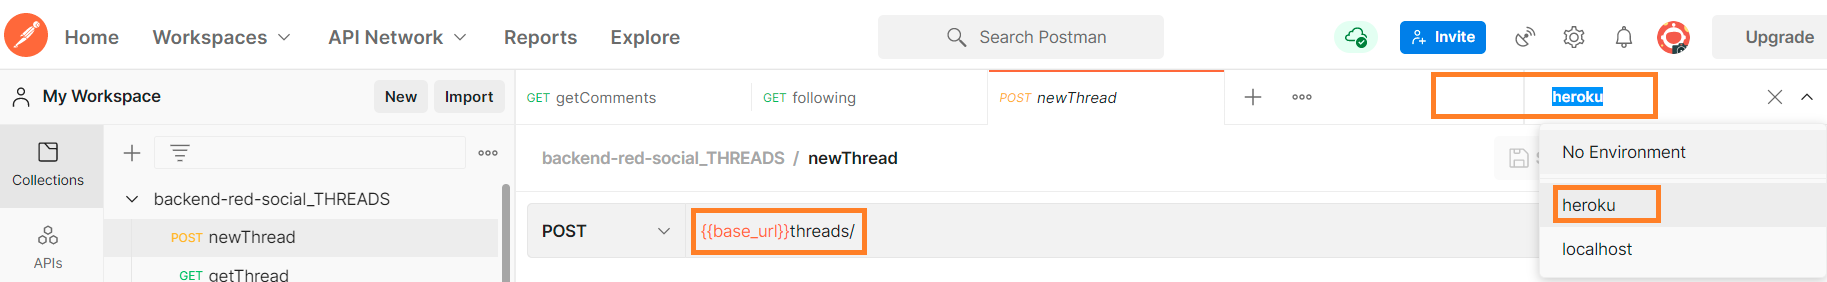 Home Workspaces API Network Reports Explore Search Postman Invite Upgrade
My Workspace New Import
GET getComments GET following POST newThread heroku
Collections
APIs
backend-red-social_THREADS
POST newThread
GET getThread
backend-red-social_THREADS / newThread
POST {{base_url}}threads/
No Environment
heroku
localhost